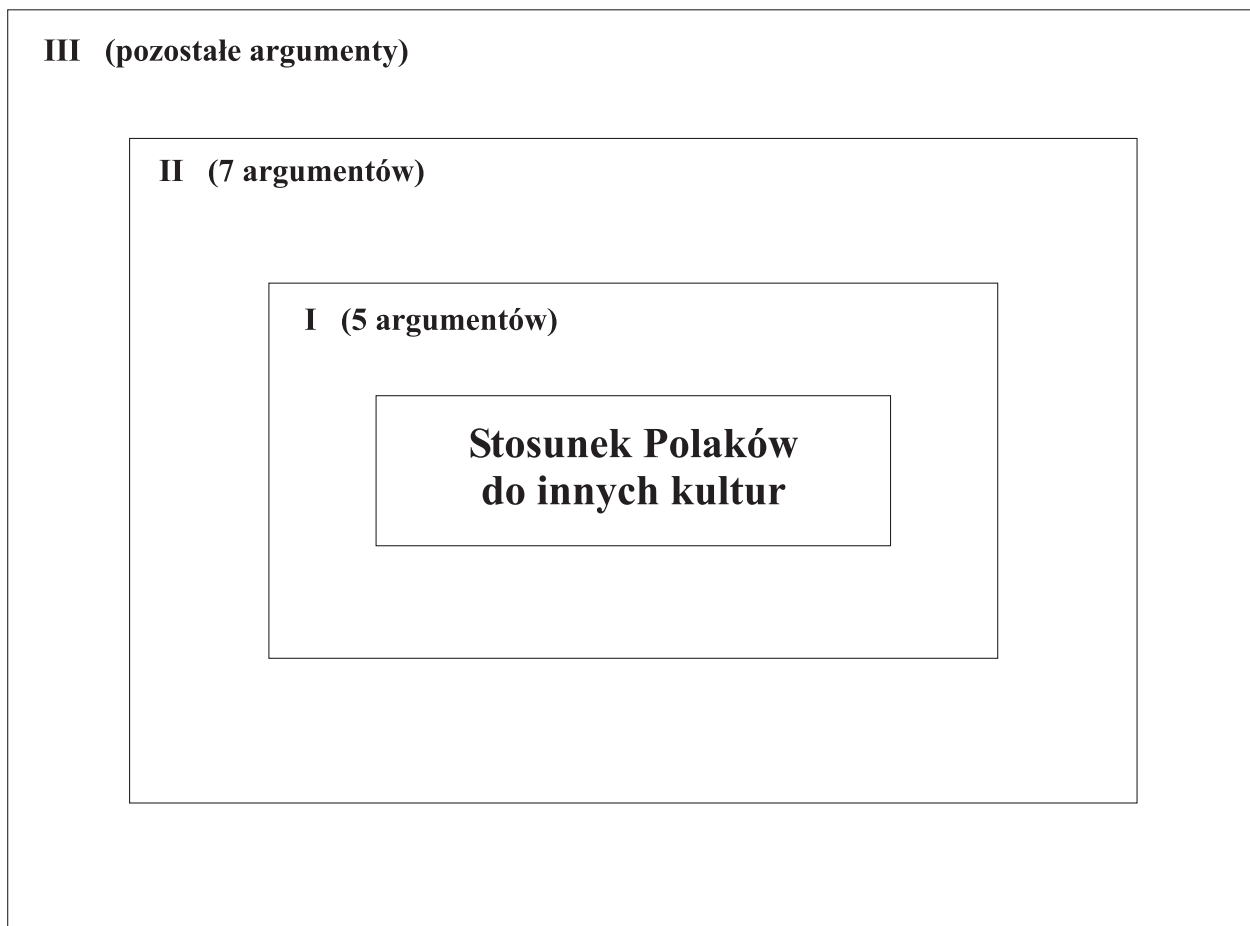 III (pozostałe argumenty)
II (7 argumentów)
I (5 argumentów)
Stosunek Polaków
do innych kultur